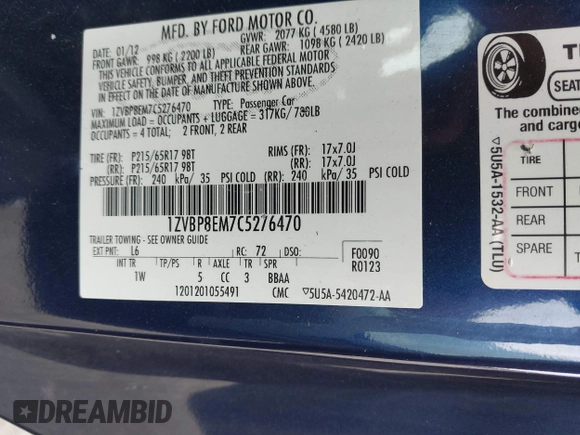 MFD. BY FORD MOTOR CO.
DATE: 01/12 GVWR: 2077 KG ( 4580 LB)
FRONT GAWR: 998 KG ( 2200 LB) REAR GAWR: 1098 KG ( 2420 LB)
THIS VEHICLE CONFORMS TO ALL APPLICABLE FEDERAL MOTOR
VEHICLE SAFETY, BUMPER, AND THEFT PREVENTION STANDARDS
IN EFFECT ON THE DATE OF MANUFACTURE SHOWN ABOVE.
VIN: 1ZVBP8EM7C5276470 TYPE: Passenger Car
MAXIMUM LOAD = OCCUPANTS + LUGGAGE = 317KG/ 700LB
OCCUPANTS = 4 TOTAL; 2 FRONT, 2 REAR
TIRE (FR): P215/65R17 98T RIMS (FR): 17x7.0J
(RR): P215/65R17 98T (RR): 17x7.0J
PRESSURE (FR): 240 kPa/ 35 PSI COLD (RR): 240 kPa/ 35 PSI COLD
1ZVBP8EM7C5276470
TRAILER TOWING - SEE OWNER GUIDE
EXT PNT: L6 RC: 72 DSO: F0090
INT TR TP/PS R AXLE TR SPR R0123
1W 5 CC 3 BBAA
1201201055491 CMC ▽5U5A-5420472-AA
SEAT
The combined
and cargo
TIRE
FRONT
REAR
SPARE
▽5U5A-1532-AA (TLU)
DREAMBID